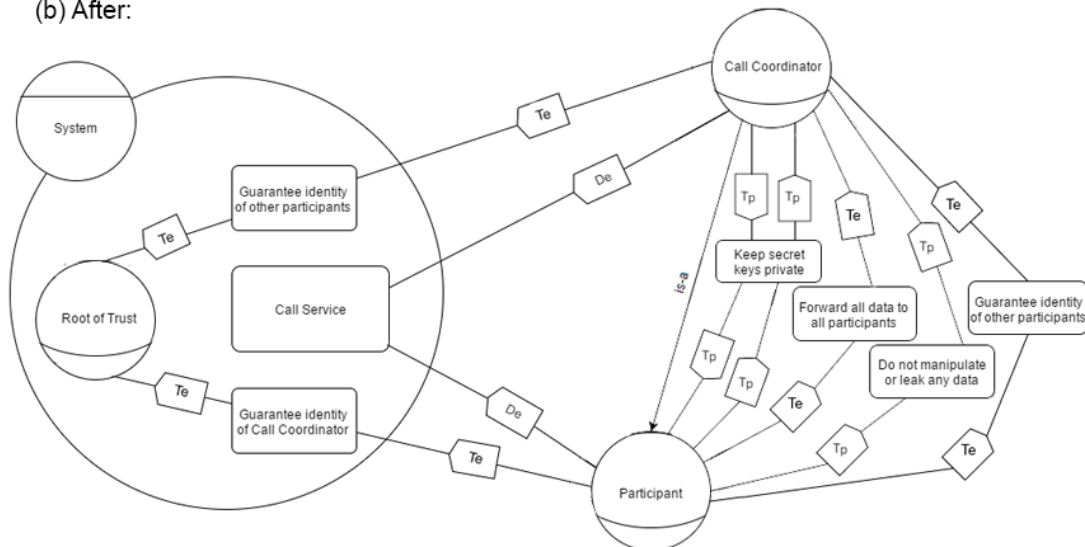 (b) After:
Call Coordinator
System
Te
Guarantee identity
of other participants
De
Tp
Tp
Te
Te
Tp
Te
Keep secret
keys private
is-a
Call Service
Root of Trust
Forward all data to
all participants
Guarantee identity
of other participants
Do not manipulate
or leak any data
Tp
Tp
Te
Te
De
Guarantee identity
of Call Coordinator
Te
Te
Tp
Participant